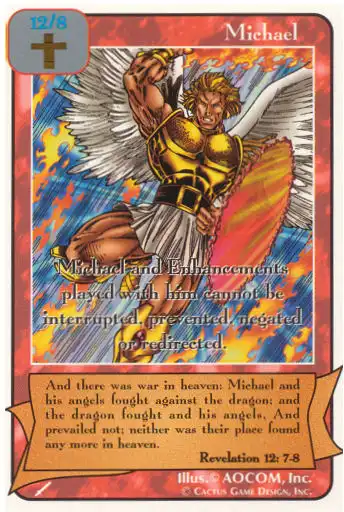 Michael
12/8
Michael and Enhancements
played with him cannot be
interrupted, prevented, negated
or redirected.
And there was war in heaven: Michael and
his angels fought against the dragon; and
the dragon fought and his angels, And
prevailed not; neither was their place found
any more in heaven.
Revelation 12: 7-8
Illus.© AOCOM, Inc.
© Cactus Game Design, Inc.